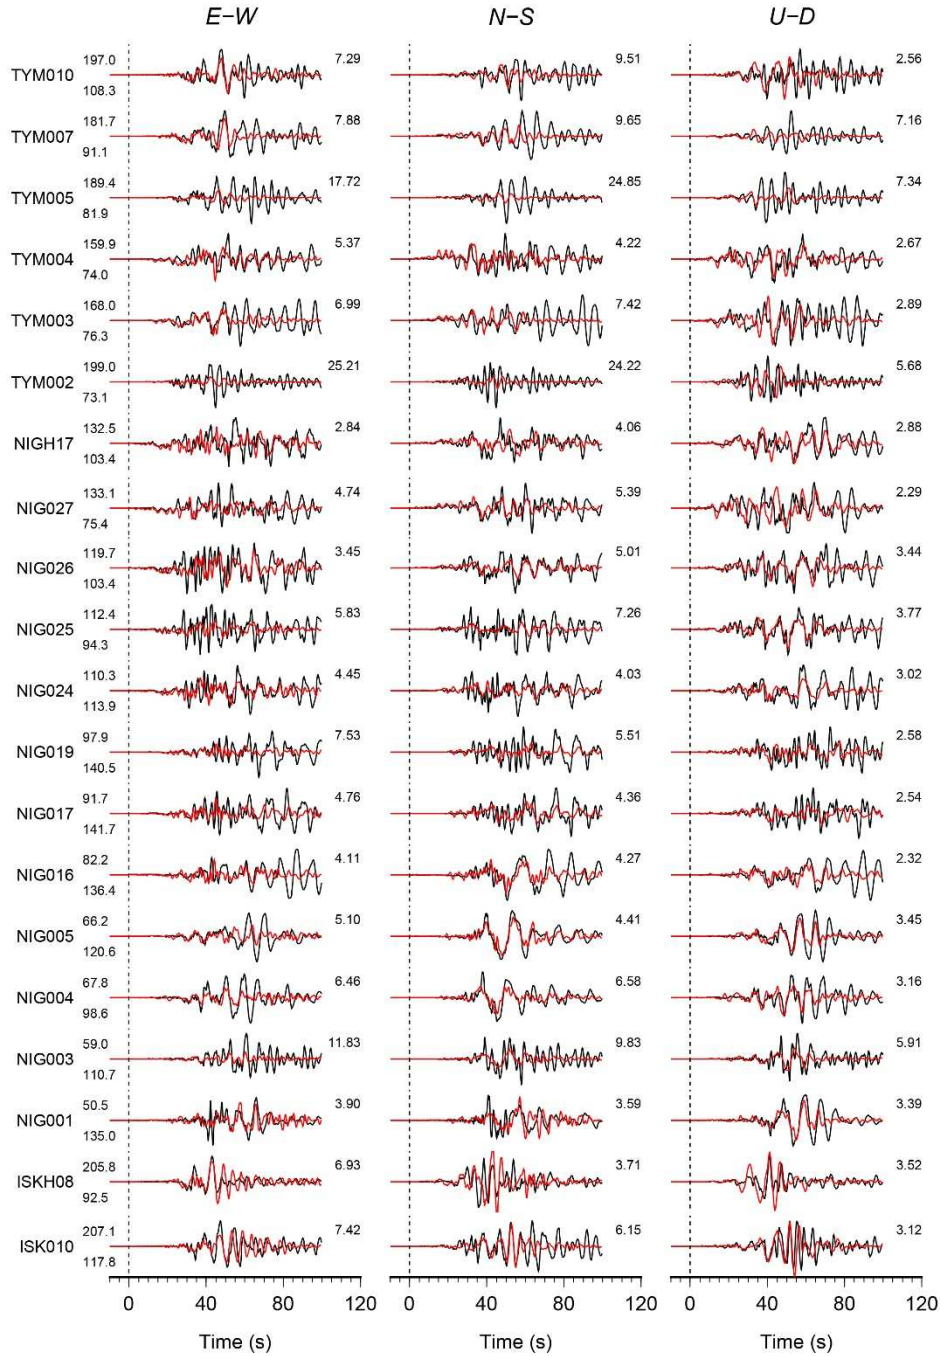 E−W N−S U−D
197.0 7.29 9.51 2.56
TYM010
108.3
181.7 7.88 9.65 7.16
TYM007
91.1
189.4 17.72 24.85 7.34
TYM005
81.9
159.9 5.37 4.22 2.67
TYM004
74.0
168.0 6.99 7.42 2.89
TYM003
76.3
199.0 25.21 24.22 5.68
TYM002
73.1
132.5 2.84 4.06 2.88
NIGH17
103.4
133.1 4.74 5.39 2.29
NIG027
75.4
119.7 3.45 5.01 3.44
NIG026
103.4
112.4 5.83 7.26 3.77
NIG025
94.3
110.3 4.45 4.03 3.02
NIG024
113.9
97.9 7.53 5.51 2.58
NIG019
140.5
91.7 4.76 4.36 2.54
NIG017
141.7
82.2 4.11 4.27 2.32
NIG016
136.4
66.2 5.10 4.41 3.45
NIG005
120.6
67.8 6.46 6.58 3.16
NIG004
98.6
59.0 11.83 9.83 5.91
NIG003
110.7
50.5 3.90 3.59 3.39
NIG001
135.0
205.8 6.93 3.71 3.52
ISKH08
92.5
207.1 7.42 6.15 3.12
ISK010
117.8
0 40 80 120 0 40 80 120 0 40 80 120
Time (s) Time (s) Time (s)